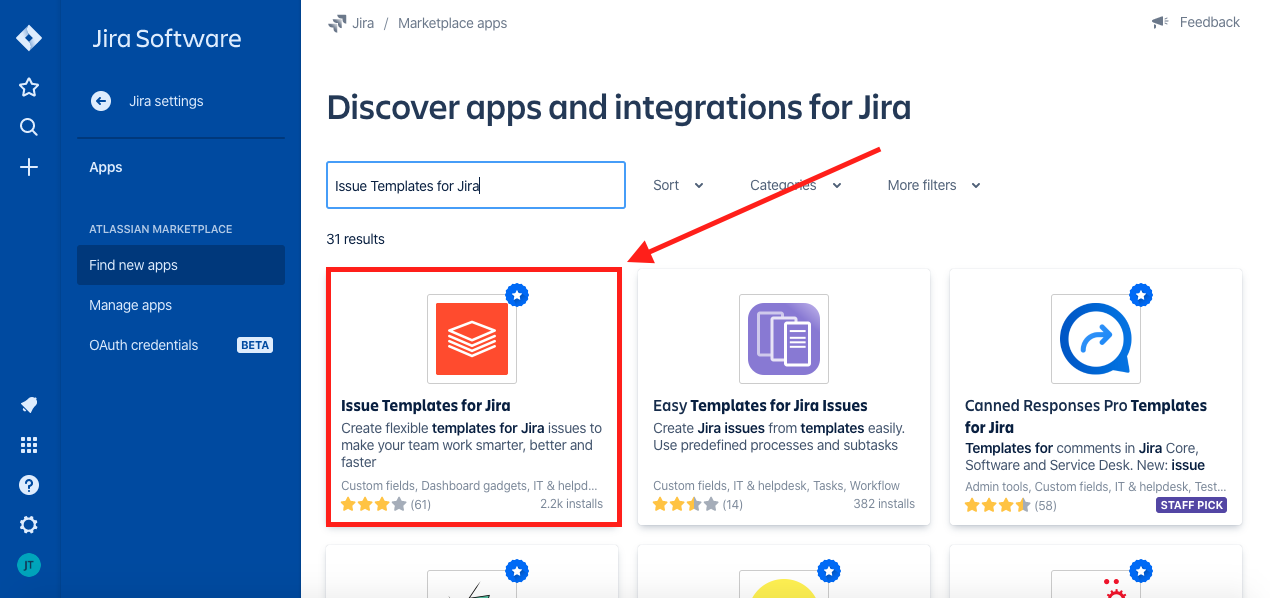 Jira Software
Jira settings
Apps
ATLASSIAN MARKETPLACE
Find new apps
Manage apps
OAuth credentials BETA
JT
Jira / Marketplace apps
Feedback
Discover apps and integrations for Jira
Issue Templates for Jira
Sort Categories More filters
31 results
Issue Templates for Jira
Create flexible templates for Jira issues to
make your team work smarter, better and
faster
Custom fields, Dashboard gadgets, IT & helpd...
(61) 2.2k installs
Easy Templates for Jira Issues
Create Jira issues from templates easily.
Use predefined processes and subtasks
Custom fields, IT & helpdesk, Tasks, Workflow
(14) 382 installs
Canned Responses Pro Templates
for Jira
Templates for comments in Jira Core,
Software and Service Desk. New: issue
Admin tools, Custom fields, IT & helpdesk, Test...
(58) STAFF PICK